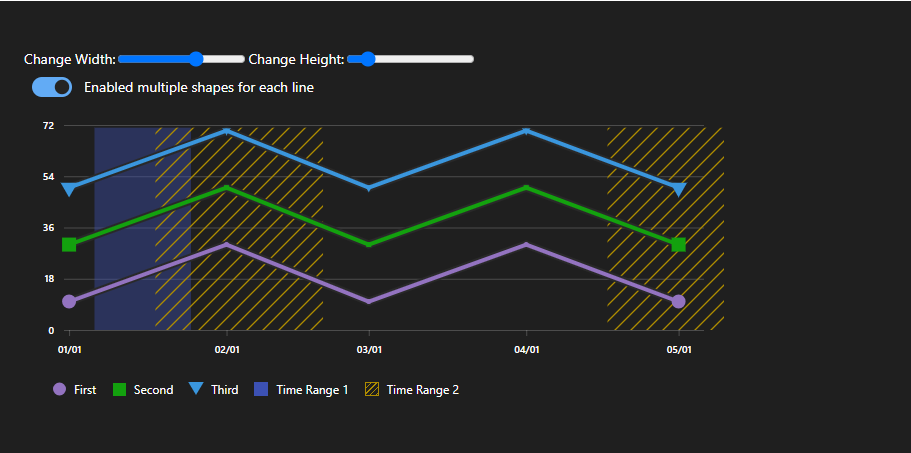 Change Width: Change Height:
Enabled multiple shapes for each line
72
54
36
18
0
01/01 02/01 03/01 04/01 05/01
First Second Third Time Range 1 Time Range 2